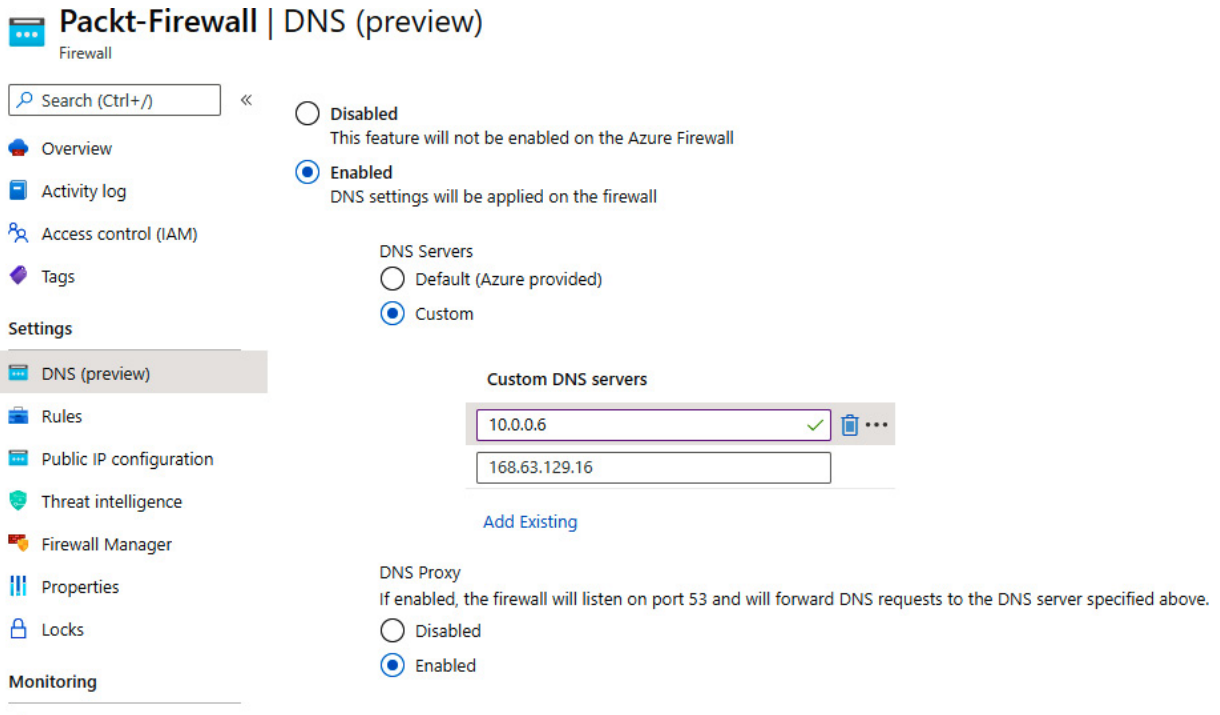 Packt-Firewall | DNS (preview)
Firewall
Search (Ctrl+/)
«
Overview
Activity log
Access control (IAM)
Tags
Settings
DNS (preview)
Rules
Public IP configuration
Threat intelligence
Firewall Manager
Properties
Locks
Monitoring
Disabled
This feature will not be enabled on the Azure Firewall
Enabled
DNS settings will be applied on the firewall
DNS Servers
Default (Azure provided)
Custom
Custom DNS servers
10.0.0.6
168.63.129.16
Add Existing
DNS Proxy
If enabled, the firewall will listen on port 53 and will forward DNS requests to the DNS server specified above.
Disabled
Enabled